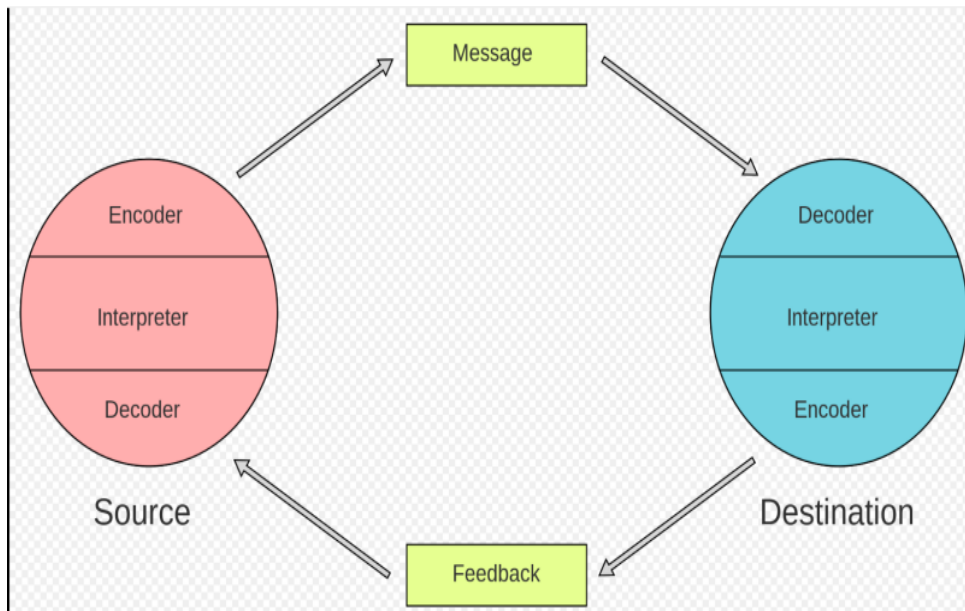 Message
Encoder
Interpreter
Decoder
Source
Decoder
Interpreter
Encoder
Destination
Feedback